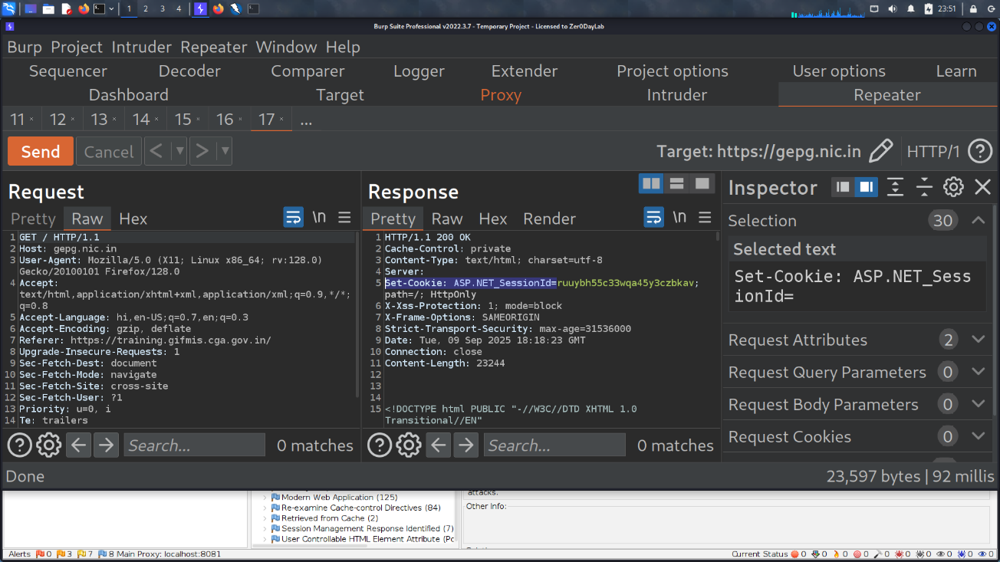 1 2 3 4
23:51
Burp Suite Professional v2022.3.7 - Temporary Project - Licensed to Zer0DayLab
Burp Project Intruder Repeater Window Help
Sequencer Decoder Comparer Logger Extender Project options User options Learn
Dashboard Target Proxy Intruder Repeater
11 × 12 × 13 × 14 × 15 × 16 × 17 × ...
Send Cancel < > Target: https://gepg.nic.in HTTP/1 ?
Request
Pretty Raw Hex \n
1 GET / HTTP/1.1
2 Host: gepg.nic.in
3 User-Agent: Mozilla/5.0 (X11; Linux x86_64; rv:128.0)
Gecko/20100101 Firefox/128.0
4 Accept:
text/html,application/xhtml+xml,application/xml;q=0.9,*/*;
q=0.8
5 Accept-Language: hi,en-US;q=0.7,en;q=0.3
6 Accept-Encoding: gzip, deflate
7 Referer: https://training.gifmis.cga.gov.in/
8 Upgrade-Insecure-Requests: 1
9 Sec-Fetch-Dest: document
10 Sec-Fetch-Mode: navigate
11 Sec-Fetch-Site: cross-site
12 Sec-Fetch-User: ?1
13 Priority: u=0, i
14 Te: trailers
? Search... 0 matches
Response
Pretty Raw Hex Render \n
1 HTTP/1.1 200 OK
2 Cache-Control: private
3 Content-Type: text/html; charset=utf-8
4 Server:
5 Set-Cookie: ASP.NET_SessionId=ruuybh55c33wqa45y3czbkav;
path=/; HttpOnly
6 X-Xss-Protection: 1; mode=block
7 X-Frame-Options: SAMEORIGIN
8 Strict-Transport-Security: max-age=31536000
9 Date: Tue, 09 Sep 2025 18:18:23 GMT
10 Connection: close
11 Content-Length: 23244
12
13
14
15 <!DOCTYPE html PUBLIC "-//W3C//DTD XHTML 1.0
Transitional//EN"
? Search... 0 matches
Inspector
Selection 30
Selected text
Set-Cookie: ASP.NET_Sess
ionId=
Request Attributes 2
Request Query Parameters 0
Request Body Parameters 0
Request Cookies 0
Done 23,597 bytes | 92 millis
Modern Web Application (125)
Re-examine Cache-control Directives (84)
Retrieved from Cache (2)
Session Management Response Identified (7)
User Controllable HTML Element Attribute (Po
attacks.
Other Info:
Alerts 0 3 7 8 Main Proxy: localhost:8081
Current Status 0 0 0 0 0 0 0 0 0 0